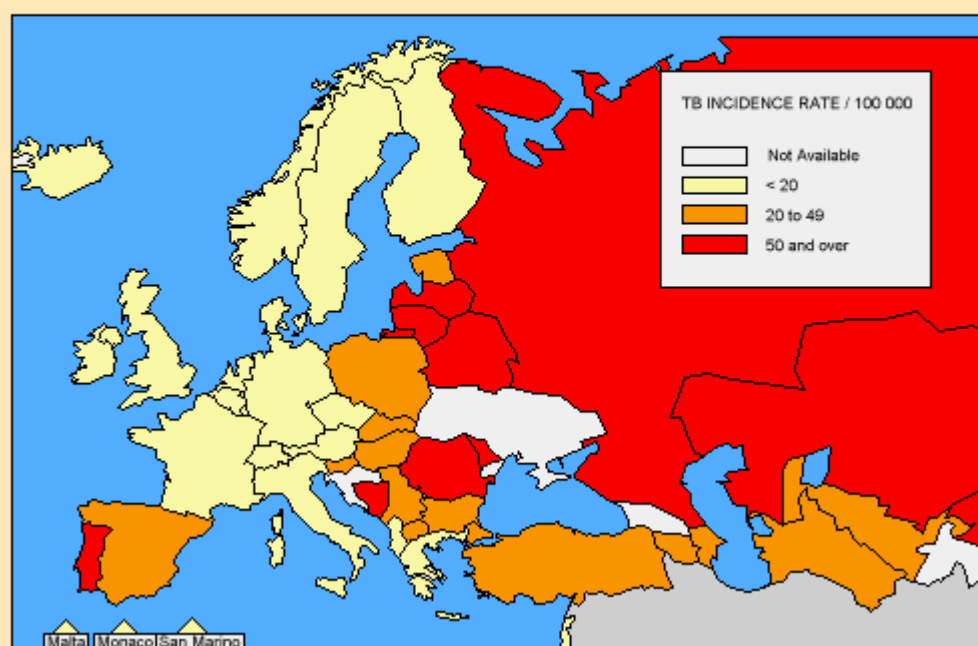 TB INCIDENCE RATE / 100 000
Not Available
< 20
20 to 49
50 and over
Malta Monaco San Marino